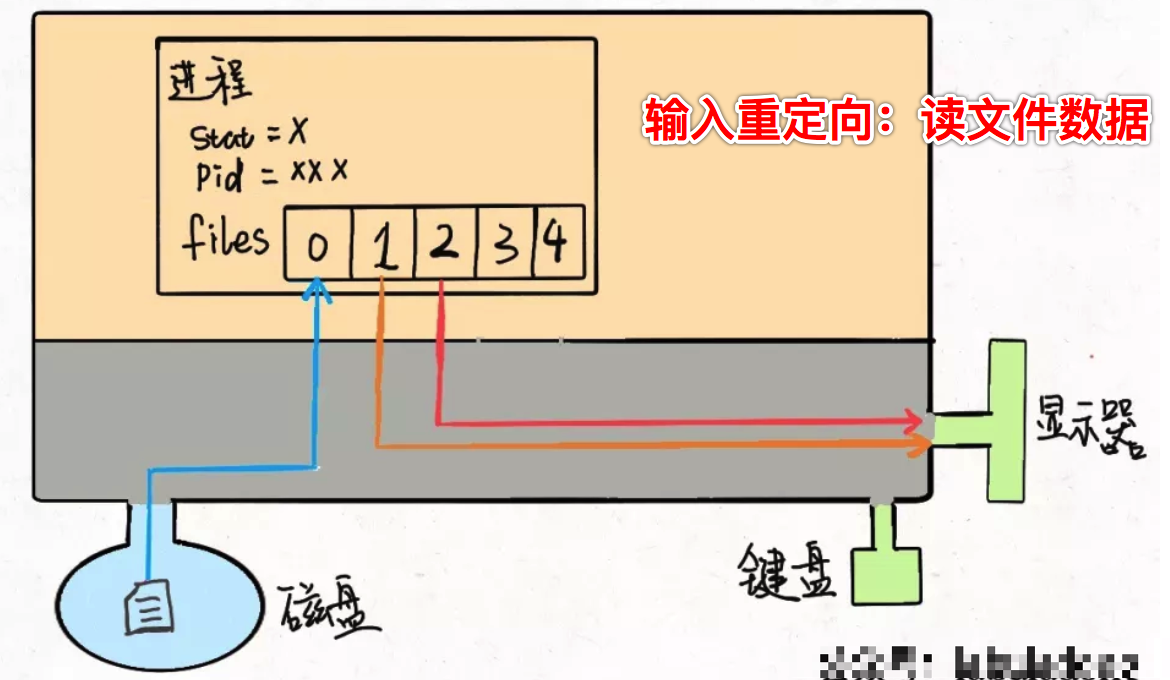 进程
输入重定向：读文件数据
Stat = X
Pid = XXX
files 0 1 2 3 4
显示器
键盘
磁盘